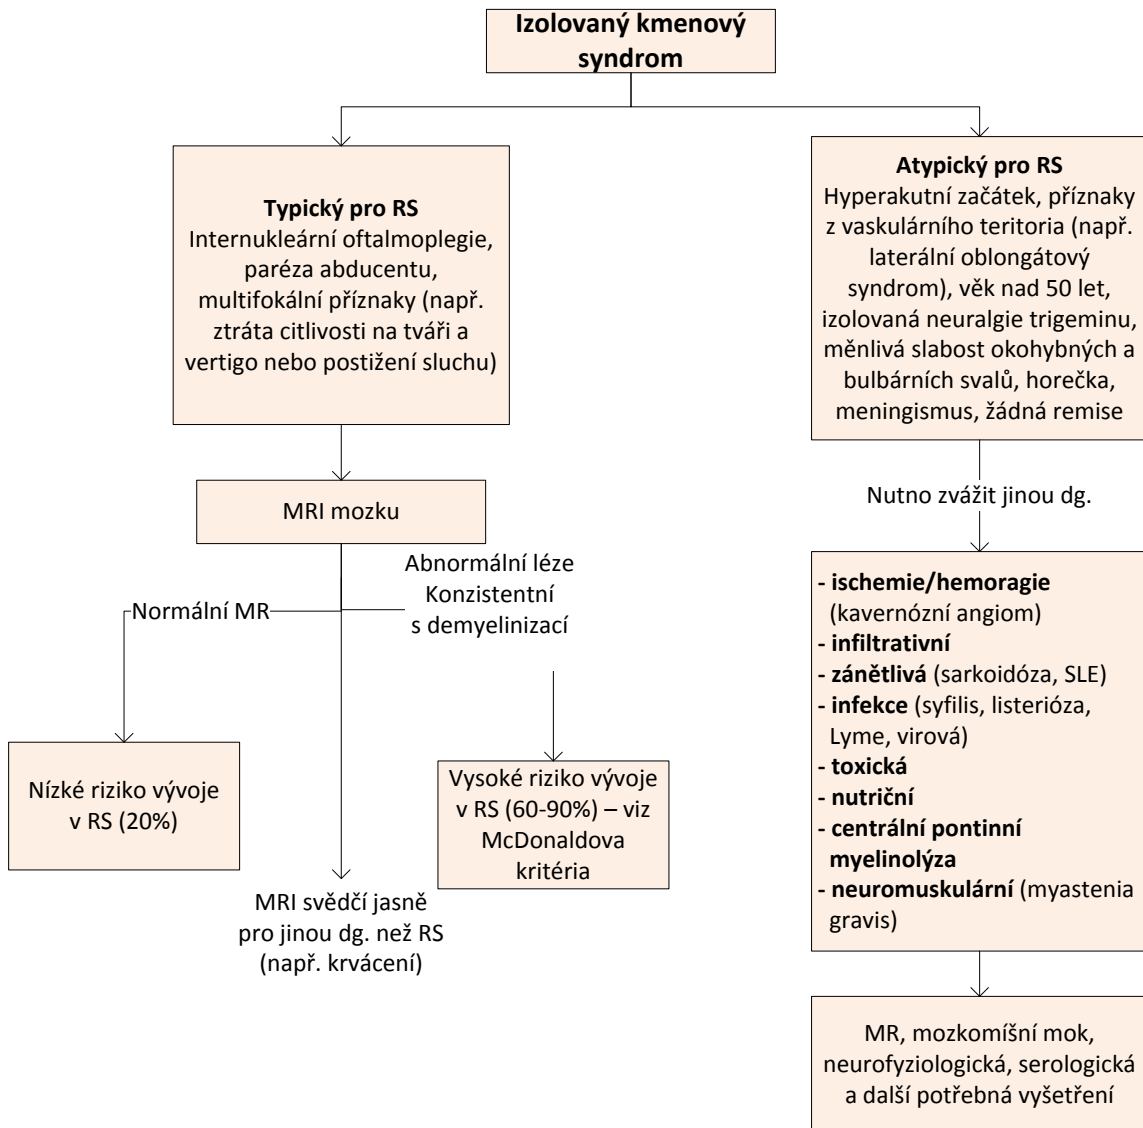 Izolovaný kmenový
syndrom
Typický pro RS
Internukleární oftalmoplegie,
paréza abducentu,
multifokální příznaky (např.
ztráta citlivosti na tváři a
vertigo nebo postižení sluchu)
Atypický pro RS
Hyperakutní začátek, příznaky
z vaskulárního teritoria (např.
laterální oblongátový
syndrom), věk nad 50 let,
izolovaná neuralgie trigeminu,
měnlivá slabost okohybných a
bulbárních svalů, horečka,
meningismus, žádná remise
MRI mozku
Nutno zvážit jinou dg.
Normální MR
Abnormální léze
Konzistentní
s demyelinizací
- ischemie/hemoragie
(kavernózní angiom)
- infiltrativní
- zánětlivá (sarkoidóza, SLE)
- infekce (syfilis, listerióza,
Lyme, virová)
- toxická
- nutriční
- centrální pontinní
myelinolýza
- neuromuskulární (myastenia
gravis)
Nízké riziko vývoje
v RS (20%)
Vysoké riziko vývoje
v RS (60-90%) – viz
McDonaldova
kritéria
MRI svědčí jasně
pro jinou dg. než RS
(např. krvácení)
MR, mozkomíšní mok,
neurofyziologická, serologická
a další potřebná vyšetření